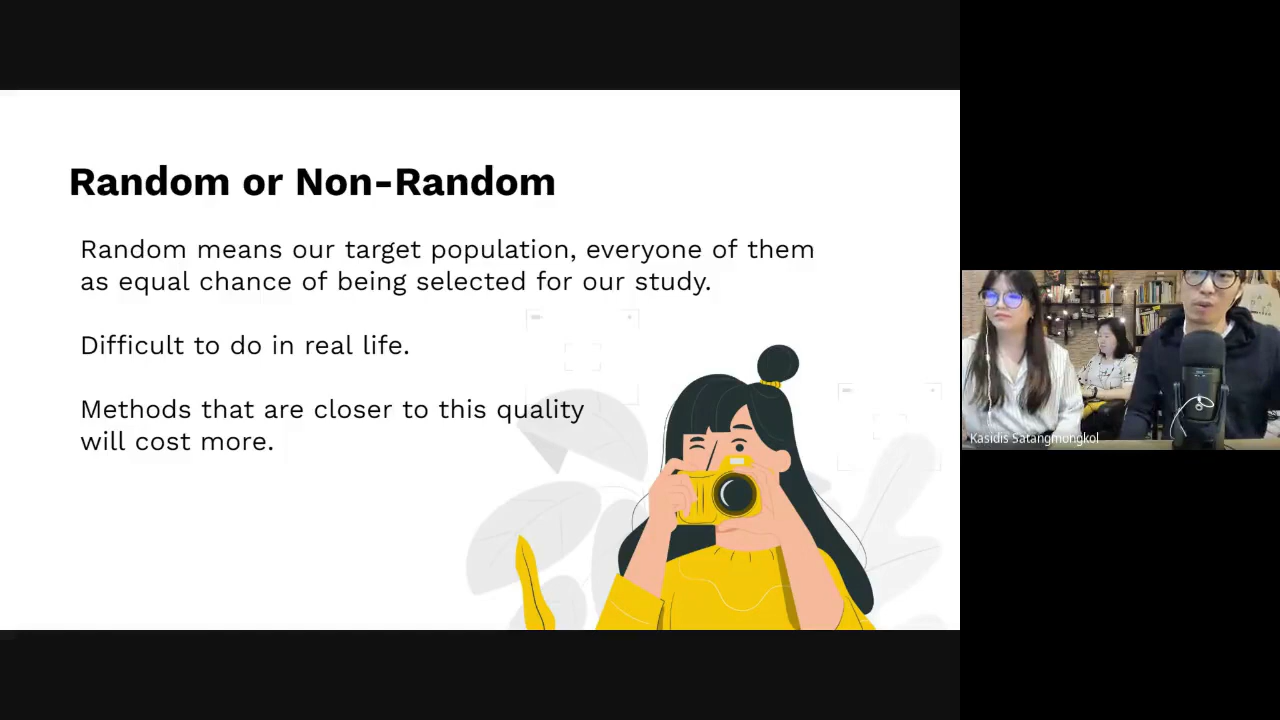 Random or Non-Random
Random means our target population, everyone of them
as equal chance of being selected for our study.
Difficult to do in real life.
Methods that are closer to this quality
will cost more.
Kasidis Satangmongkol